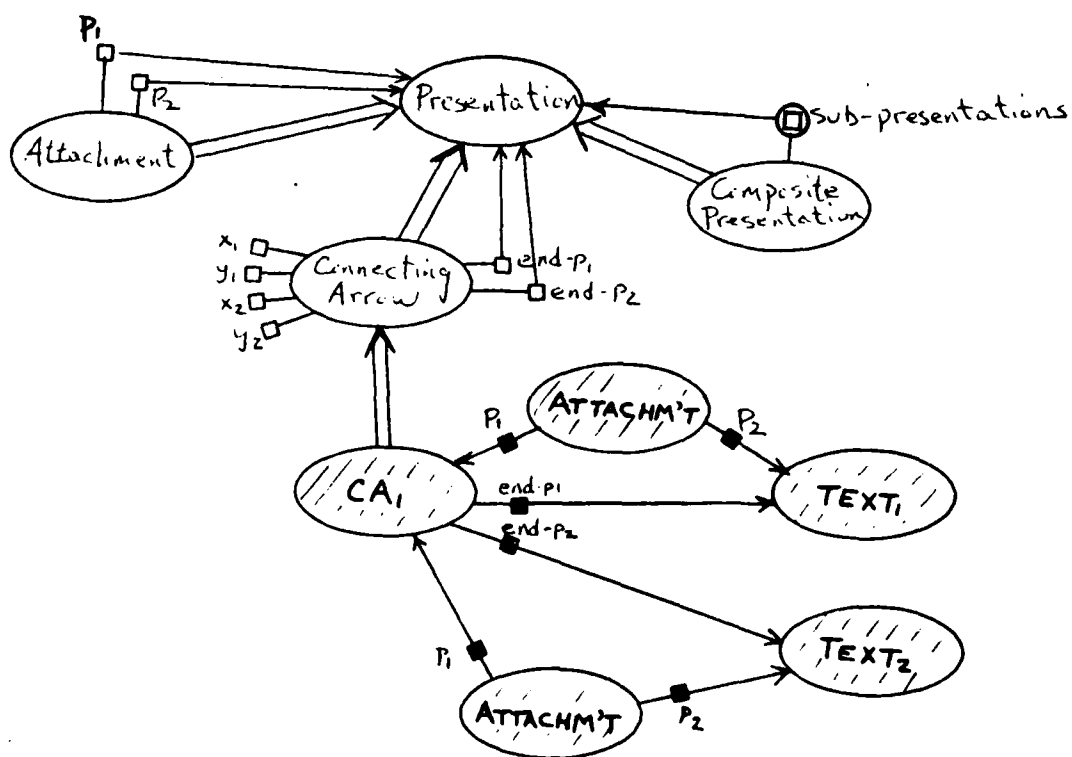 P₁
P₂
Presentation
sub-presentations
Attachment
Composite
Presentation
x₁
y₁
x₂
y₂
Connecting
Arrow
end-p₁
end-p₂
ATTACHM'T
P₁
P₂
CA₁
end-p₁
end-p₂
TEXT₁
TEXT₂
P₁
ATTACHM'T
P₂